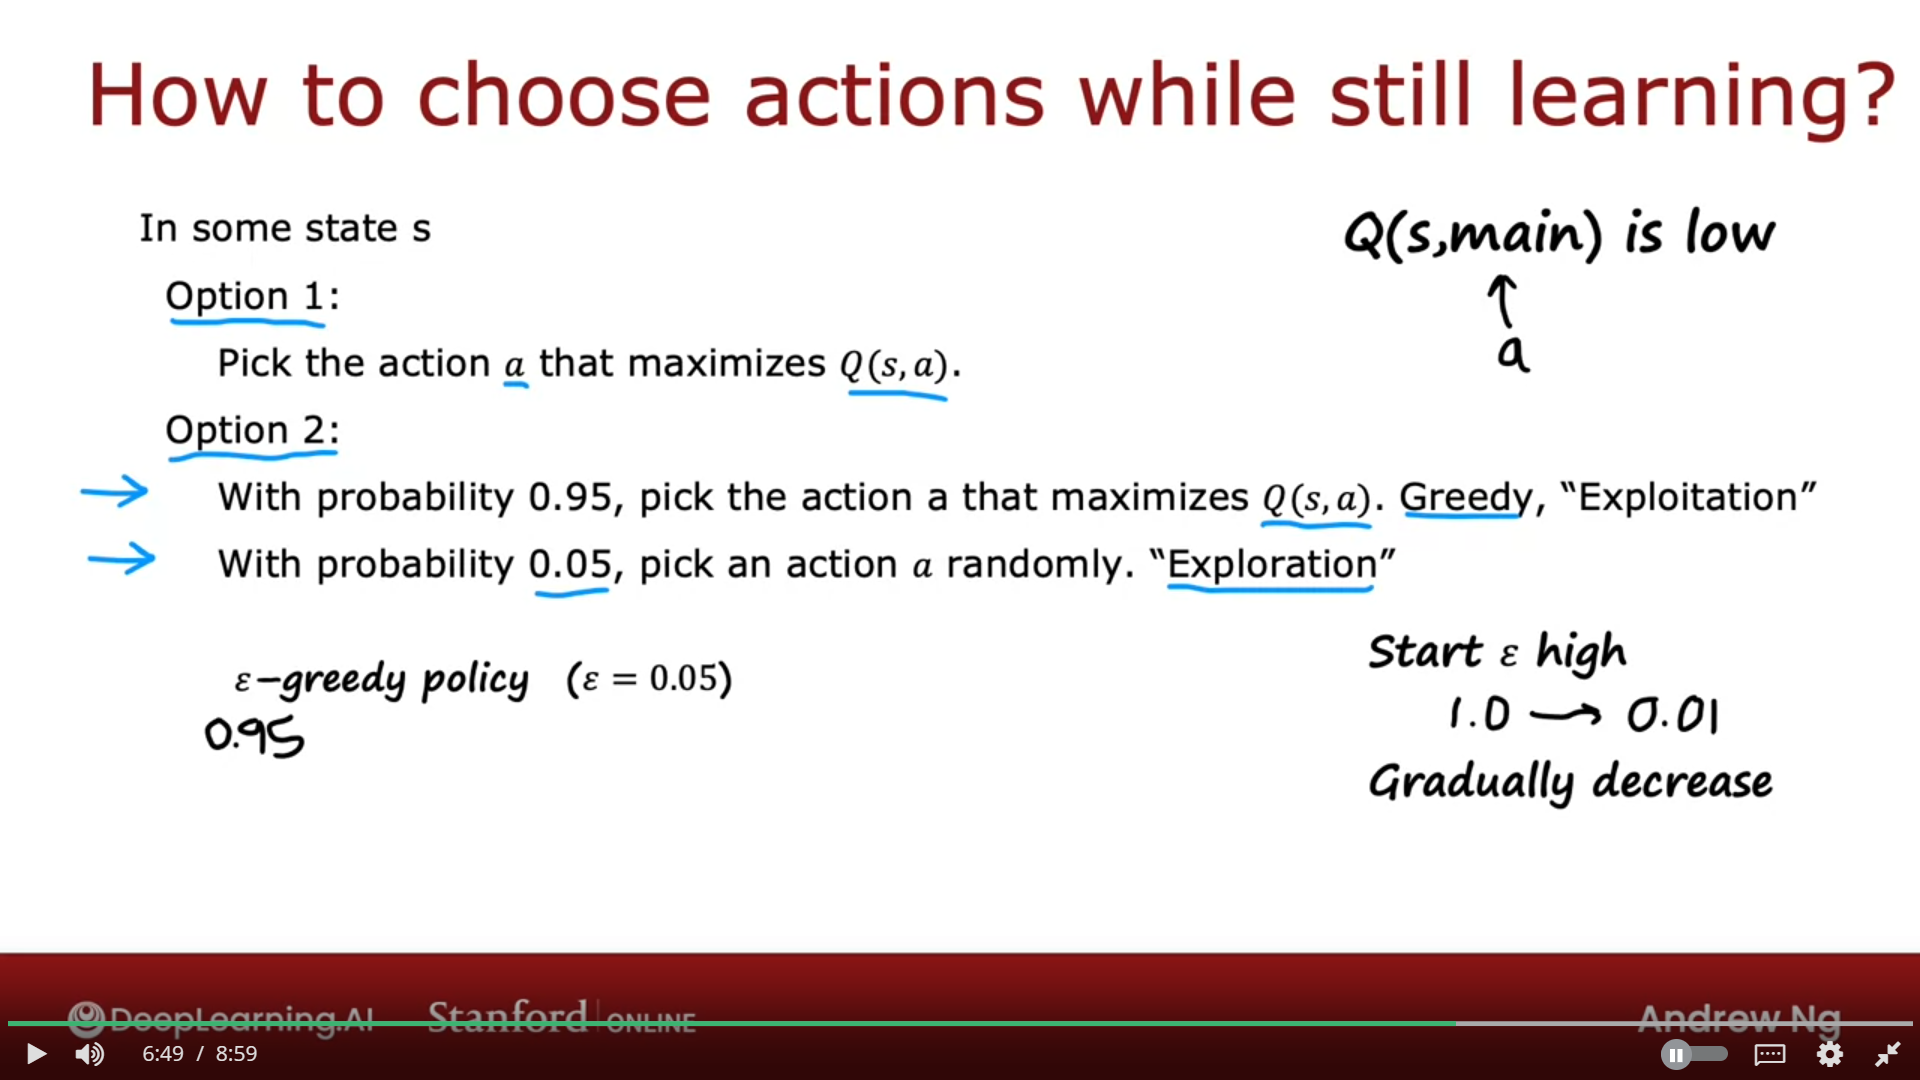 How to choose actions while still learning?
In some state s
Q(s,main) is low
a
Option 1:
Pick the action a that maximizes Q(s, a).
Option 2:
With probability 0.95, pick the action a that maximizes Q(s, a). Greedy, “Exploitation”
With probability 0.05, pick an action a randomly. “Exploration”
ε-greedy policy (ε = 0.05)
0.95
Start ε high
1.0 → 0.01
Gradually decrease
DeepLearning.AI Stanford ONLINE Andrew Ng
6:49 / 8:59